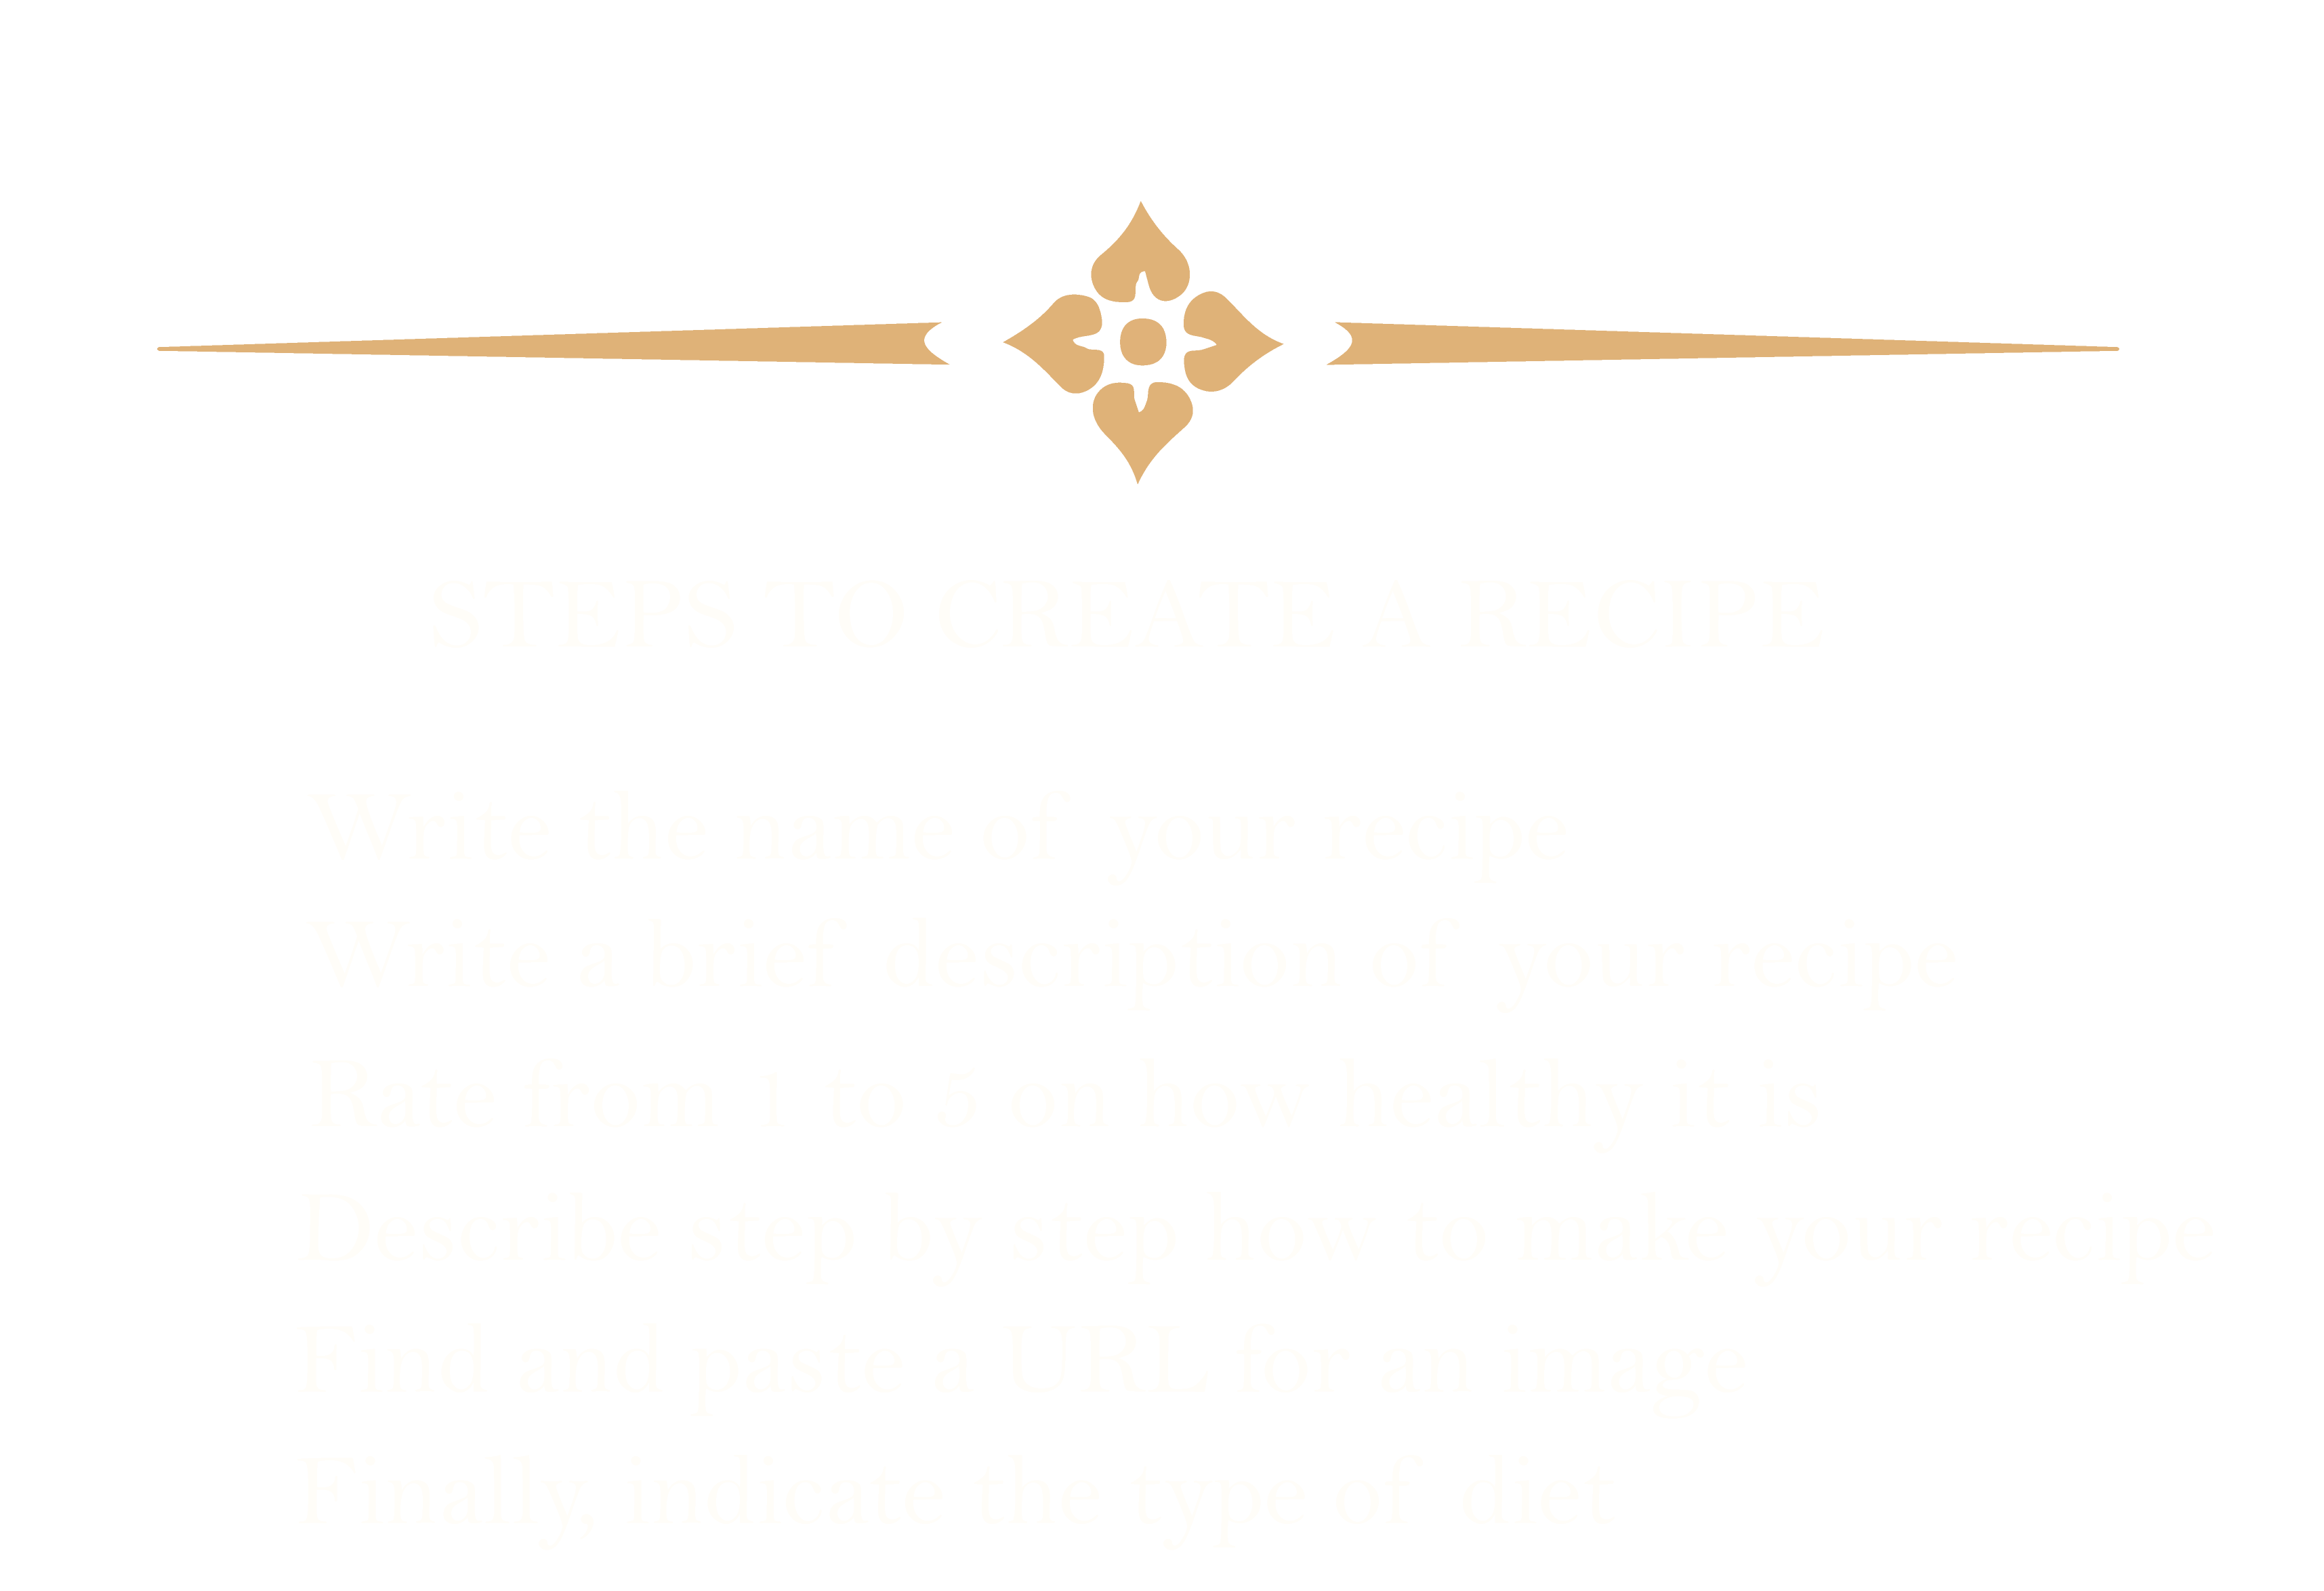 STEPS TO CREATE A RECIPE
Write the name of your recipe
Write a brief description of your recipe
Rate from 1 to 5 on how healthy it is
Describe step by step how to make your recipe
Find and paste a URL for an image
Finally, indicate the type of diet